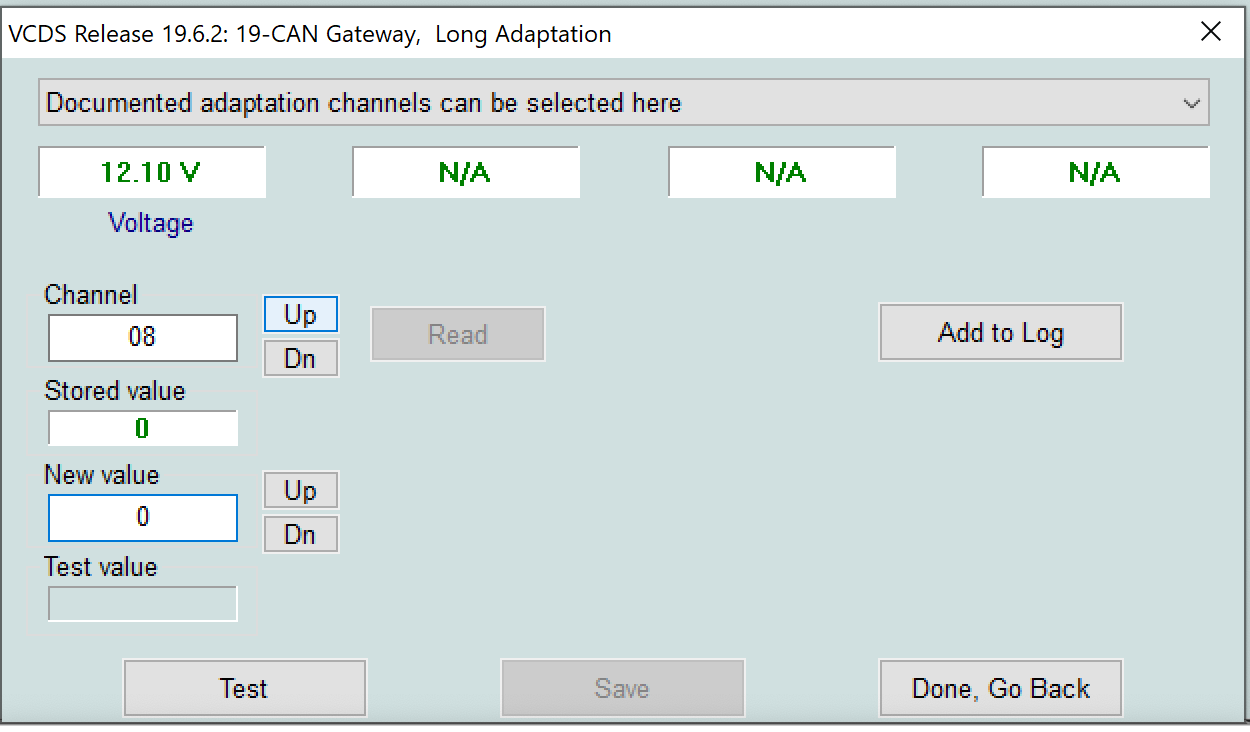 VCDS Release 19.6.2: 19-CAN Gateway,  Long Adaptation
Documented adaptation channels can be selected here
12.10 V N/A N/A N/A
Voltage
Channel
08 Up Read Add to Log
Dn
Stored value
0
New value
0 Up
Dn
Test value
Test Save Done, Go Back